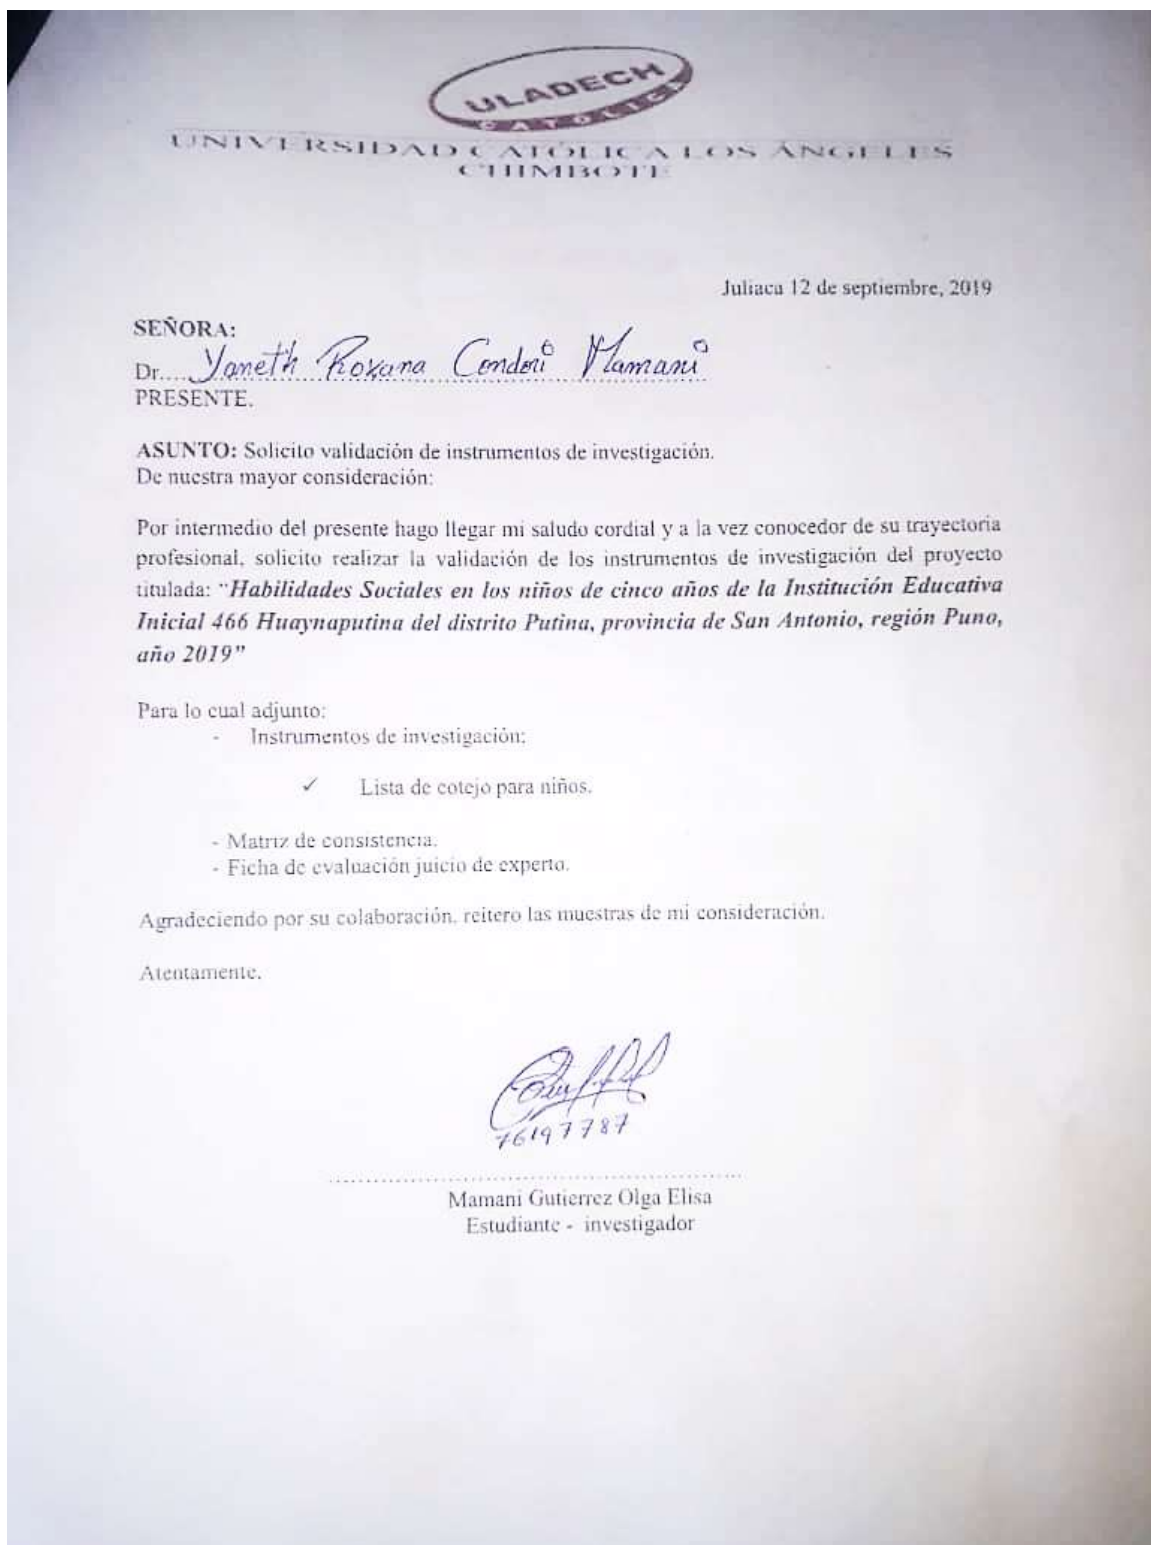 ULADECH
CATOLICA
UNIVERSIDAD CATÓLICA LOS ÁNGELES
CHIMBOTE
Juliaca 12 de septiembre, 2019
SEÑORA:
Dr..... Yaneth Roxana Condori Mamani
PRESENTE.
ASUNTO: Solicito validación de instrumentos de investigación.
De nuestra mayor consideración:
Por intermedio del presente hago llegar mi saludo cordial y a la vez conocedor de su trayectoria
profesional, solicito realizar la validación de los instrumentos de investigación del proyecto
titulada: "Habilidades Sociales en los niños de cinco años de la Institución Educativa
Inicial 466 Huaynaputina del distrito Putina, provincia de San Antonio, región Puno,
año 2019"
Para lo cual adjunto:
- Instrumentos de investigación:
✓ Lista de cotejo para niños.
- Matriz de consistencia.
- Ficha de evaluación juicio de experto.
Agradeciendo por su colaboración, reitero las muestras de mi consideración.
Atentamente.
76197787
Mamani Gutierrez Olga Elisa
Estudiante - investigador